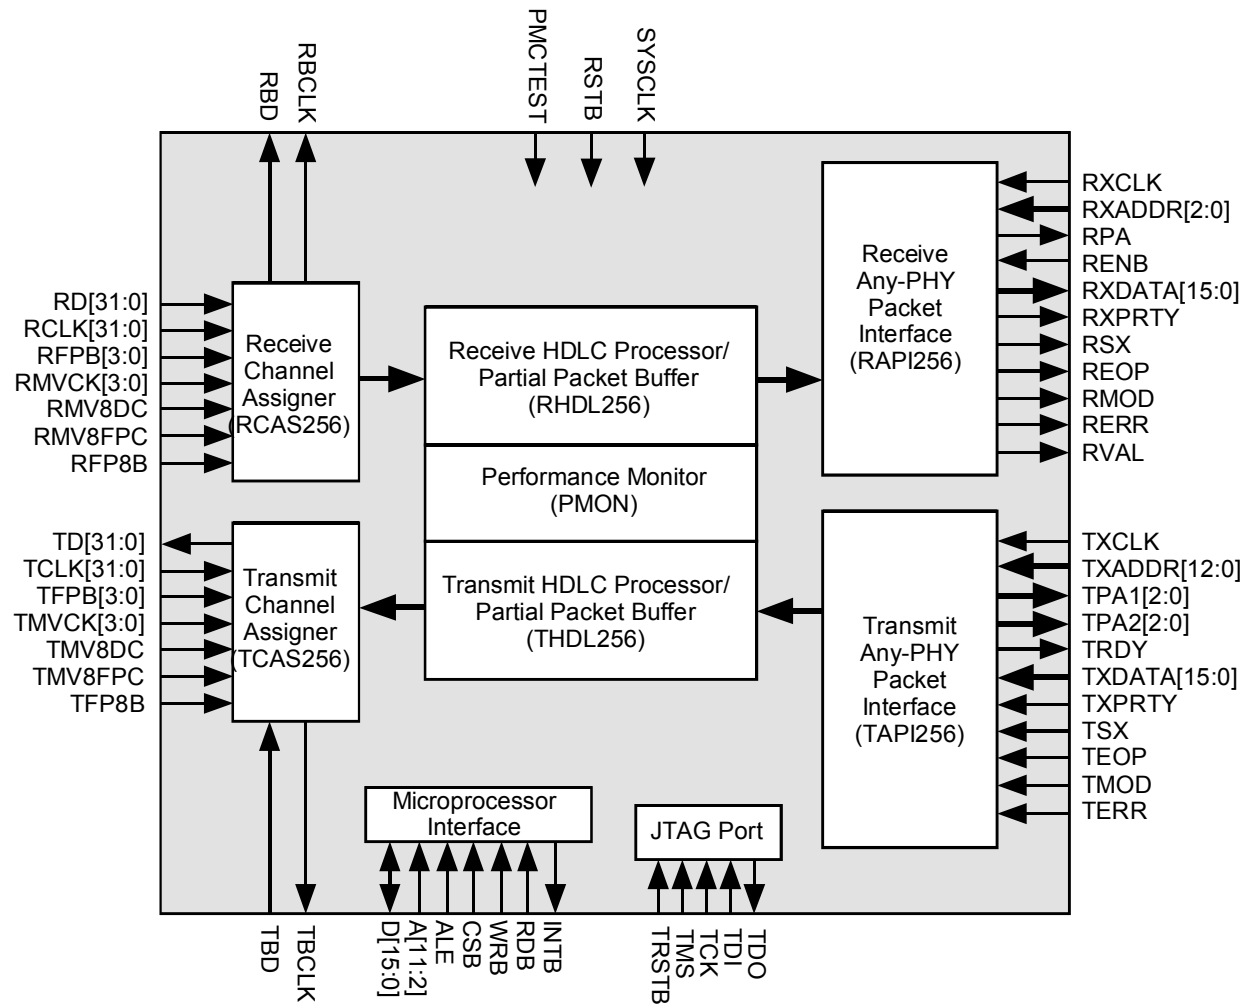 RBD
RBCLK
PMCTEST
RSTB
SYSCLK
RD[31:0]
RCLK[31:0]
RFPB[3:0]
RMVCK[3:0]
RMV8DC
RMV8FPC
RFP8B
Receive
Channel
Assigner
(RCAS256)
Receive HDLC Processor/
Partial Packet Buffer
(RHDL256)
Performance Monitor
(PMON)
Transmit HDLC Processor/
Partial Packet Buffer
(THDL256)
Receive
Any-PHY
Packet
Interface
(RAPI256)
RXCLK
RXADDR[2:0]
RPA
RENB
RXDATA[15:0]
RXPRTY
RSX
REOP
RMOD
RERR
RVAL
TD[31:0]
TCLK[31:0]
TFPB[3:0]
TMVCK[3:0]
TMV8DC
TMV8FPC
TFP8B
Transmit
Channel
Assigner
(TCAS256)
Transmit
Any-PHY
Packet
Interface
(TAPI256)
TXCLK
TXADDR[12:0]
TPA1[2:0]
TPA2[2:0]
TRDY
TXDATA[15:0]
TXPRTY
TSX
TEOP
TMOD
TERR
Microprocessor
Interface
JTAG Port
TBD
TBCLK
D[15:0]
A[11:2]
ALE
CSB
WRB
RDB
INTB
TRSTB
TMS
TCK
TDI
TDO